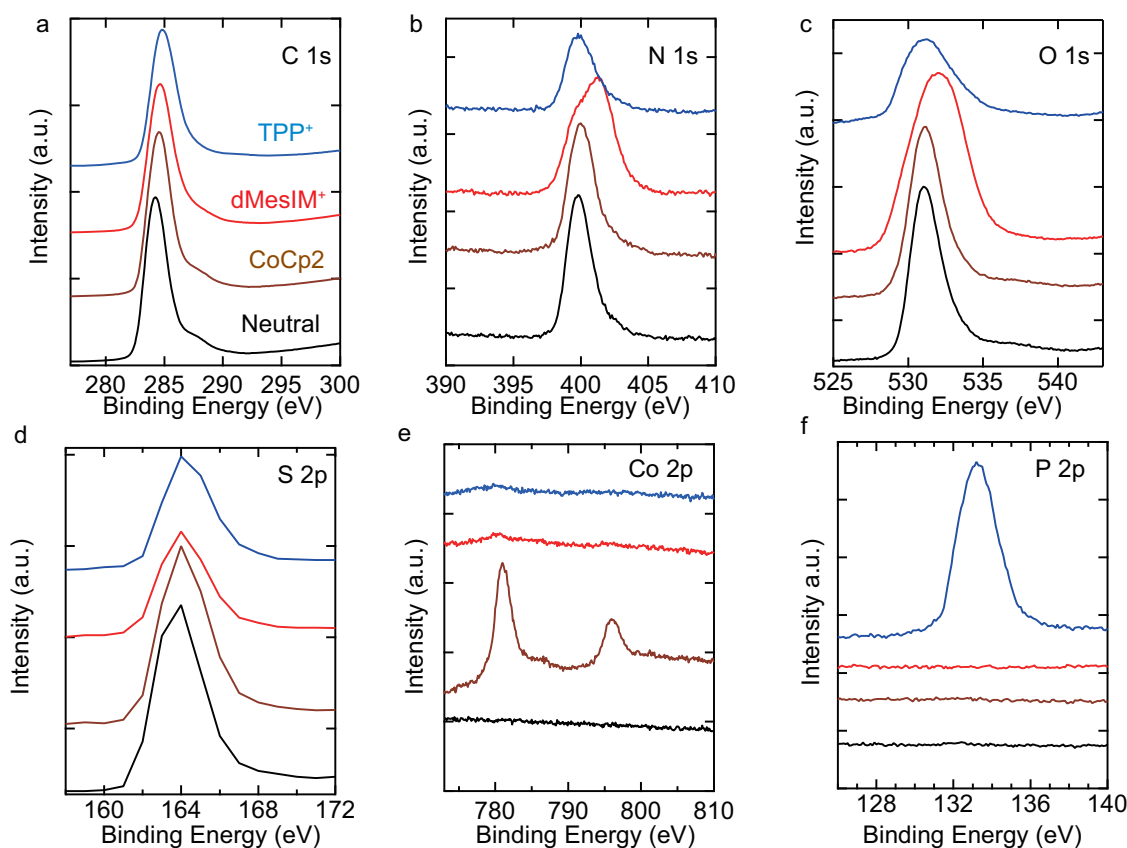 a
C 1s
TPP+
dMesIM+
CoCp2
Neutral
Intensity (a.u.)
280 285 290 295 300
Binding Energy (eV)
b
N 1s
Intensity (a.u.)
390 395 400 405 410
Binding Energy (eV)
c
O 1s
Intensity (a.u.)
525 530 535 540
Binding Energy (eV)
d
S 2p
Intensity (a.u.)
160 164 168 172
Binding Energy (eV)
e
Co 2p
Intensity (a.u.)
780 790 800 810
Binding Energy (eV)
f
P 2p
Intensity a.u.)
128 132 136 140
Binding Energy (eV)